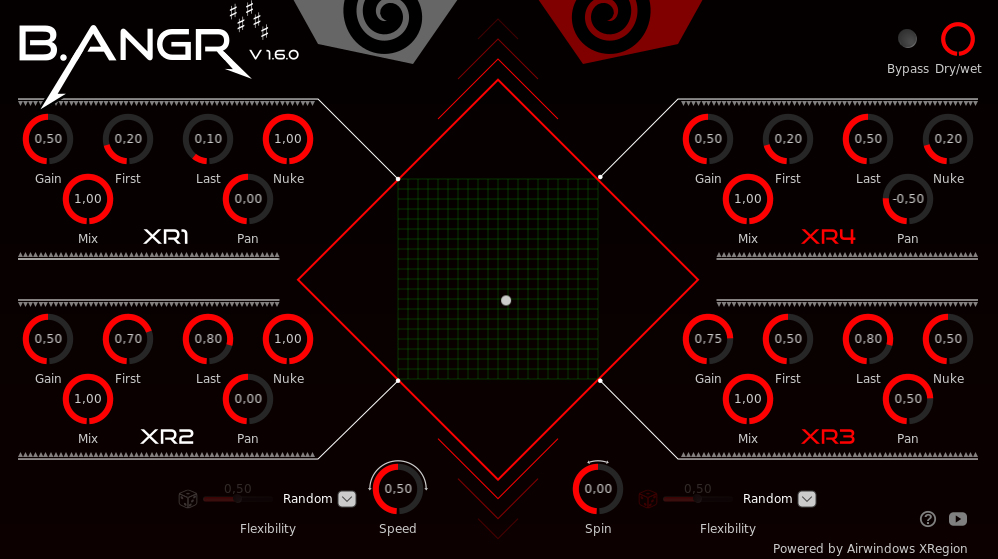 B.ANGR
V 1.6.0
Bypass Dry/wet
0,50 0,20 0,10 1,00
Gain First Last Nuke
1,00 0,00
Mix XR1 Pan
0,50 0,20 0,50 0,20
Gain First Last Nuke
1,00 -0,50
Mix XR4 Pan
0,50 0,70 0,80 1,00
Gain First Last Nuke
1,00 0,00
Mix XR2 Pan
0,75 0,50 0,80 0,50
Gain First Last Nuke
1,00 0,50
Mix XR3 Pan
0,50 Random 0,50
Flexibility Speed
0,00 0,50 Random
Spin Flexibility
?
Powered by Airwindows XRegion